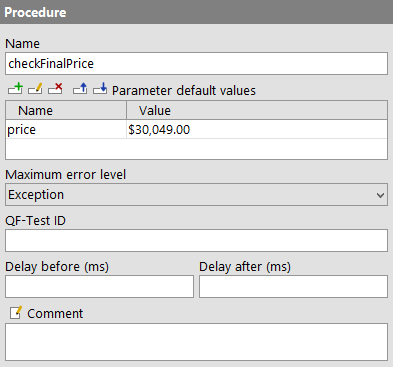 Procedure
Name
checkFinalPrice
Parameter default values
Name Value
price $30,049.00
Maximum error level
Exception
QF-Test ID
Delay before (ms) Delay after (ms)
Comment